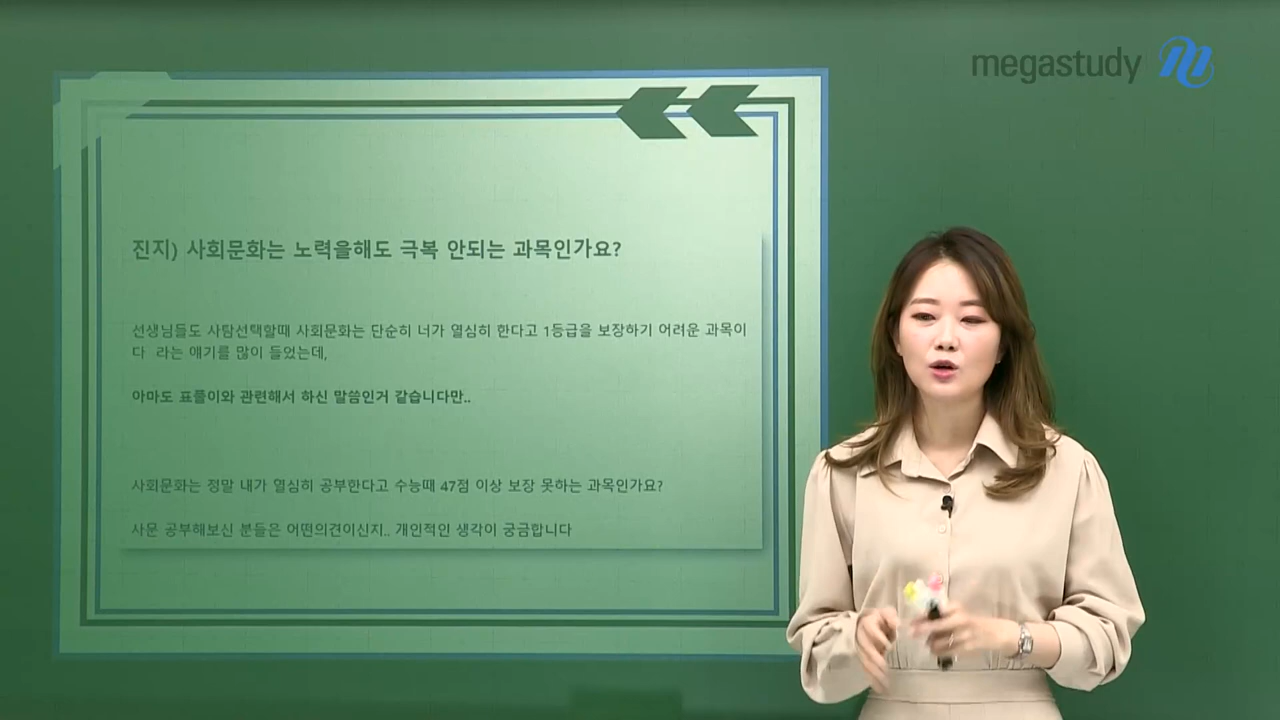 megastudy
진지) 사회문화는 노력을해도 극복 안되는 과목인가요?
선생님들도 사탐선택할때 사회문화는 단순히 너가 열심히 한다고 1등급을 보장하기 어려운 과목이
다 라는 얘기를 많이 들었는데,
아마도 표풀이와 관련해서 하신 말씀인거 같습니다만..
사회문화는 정말 내가 열심히 공부한다고 수능때 47점 이상 보장 못하는 과목인가요?
사문 공부해보신 분들은 어떤의견이신지.. 개인적인 생각이 궁금합니다